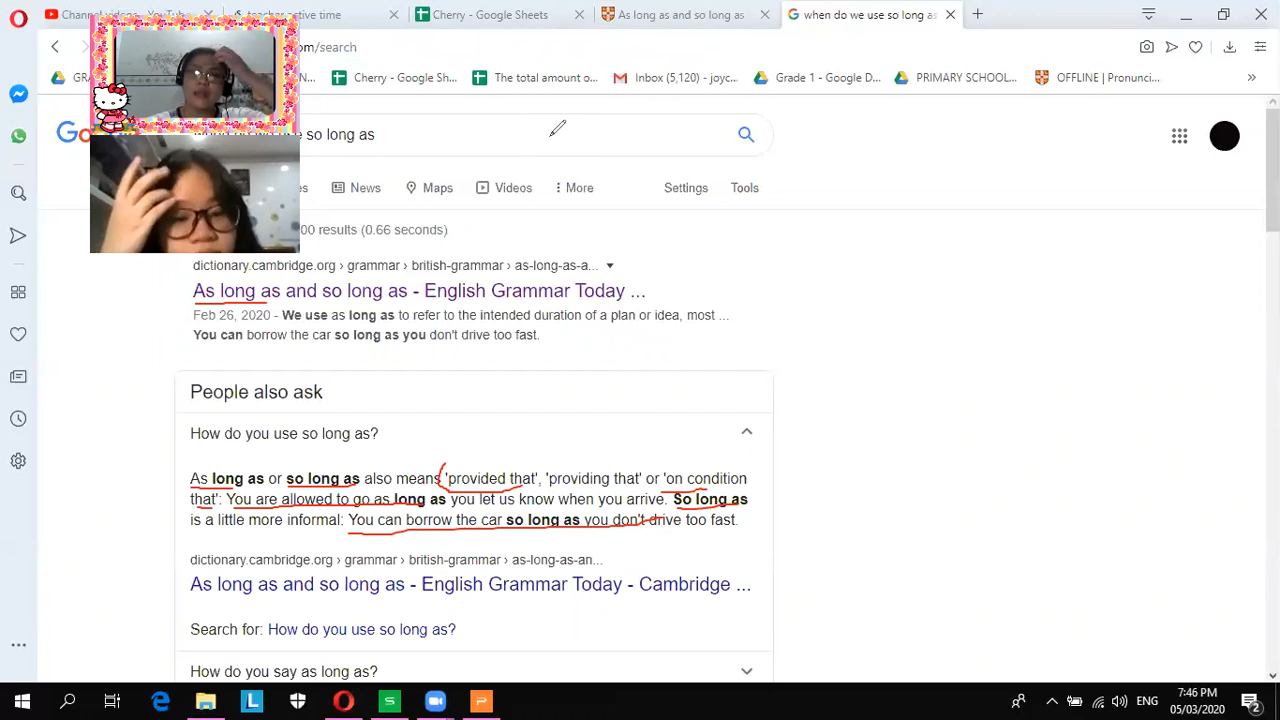 Channel videos - YouTube
teacher active time
Cherry - Google Sheets
As long as and so long as
when do we use so long as
com/search
Cherry - Google Sh...
The total amount o...
Inbox (5,120) - joyc...
Grade 1 - Google D...
PRIMARY SCHOOL...
OFFLINE | Pronunci...
so long as
News
Maps
Videos
More
Settings
Tools
00 results (0.66 seconds)
dictionary.cambridge.org › grammar › british-grammar › as-long-as-a...
As long as and so long as - English Grammar Today ...
Feb 26, 2020 - We use as long as to refer to the intended duration of a plan or idea, most ...
You can borrow the car so long as you don't drive too fast.
People also ask
How do you use so long as?
As long as or so long as also means 'provided that', 'providing that' or 'on condition
that': You are allowed to go as long as you let us know when you arrive. So long as
is a little more informal: You can borrow the car so long as you don't drive too fast.
dictionary.cambridge.org › grammar › british-grammar › as-long-as-an...
As long as and so long as - English Grammar Today - Cambridge ...
Search for: How do you use so long as?
How do you say as long as?
ENG
7:46 PM
05/03/2020